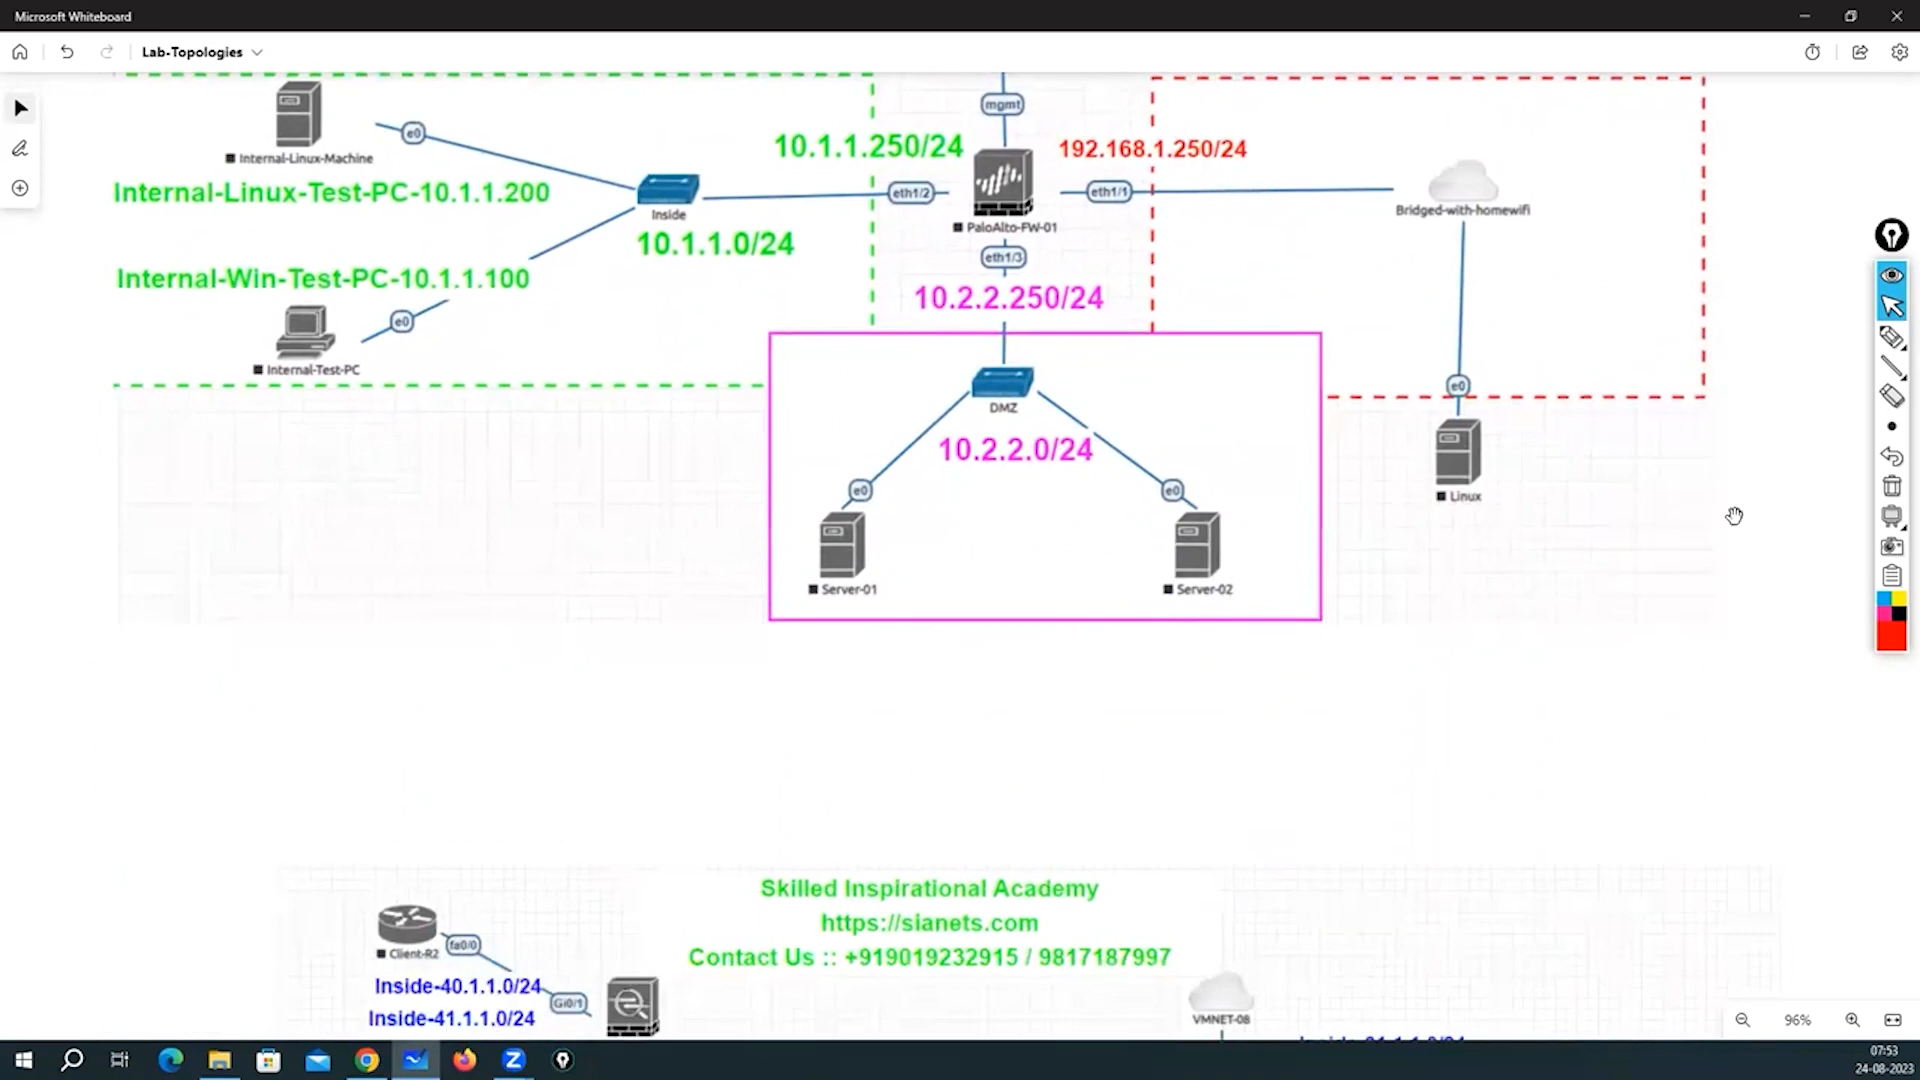 Microsoft Whiteboard
Lab-Topologies
mgmt
e0
10.1.1.250/24
192.168.1.250/24
Internal-Linux-Machine
Internal-Linux-Test-PC-10.1.1.200
eth1/2
eth1/1
Inside
Bridged-with-homewifi
PaloAlto-FW-01
10.1.1.0/24
eth1/3
Internal-Win-Test-PC-10.1.1.100
10.2.2.250/24
e0
Internal-Test-PC
e0
DMZ
10.2.2.0/24
e0
e0
Linux
Server-01
Server-02
Skilled Inspirational Academy
https://sianets.com
Contact Us :: +919019232915 / 9817187997
fa0/0
Client-R2
Inside-40.1.1.0/24
Gi0/1
Inside-41.1.1.0/24
VMNET-08
96%
07:53
24-08-2023